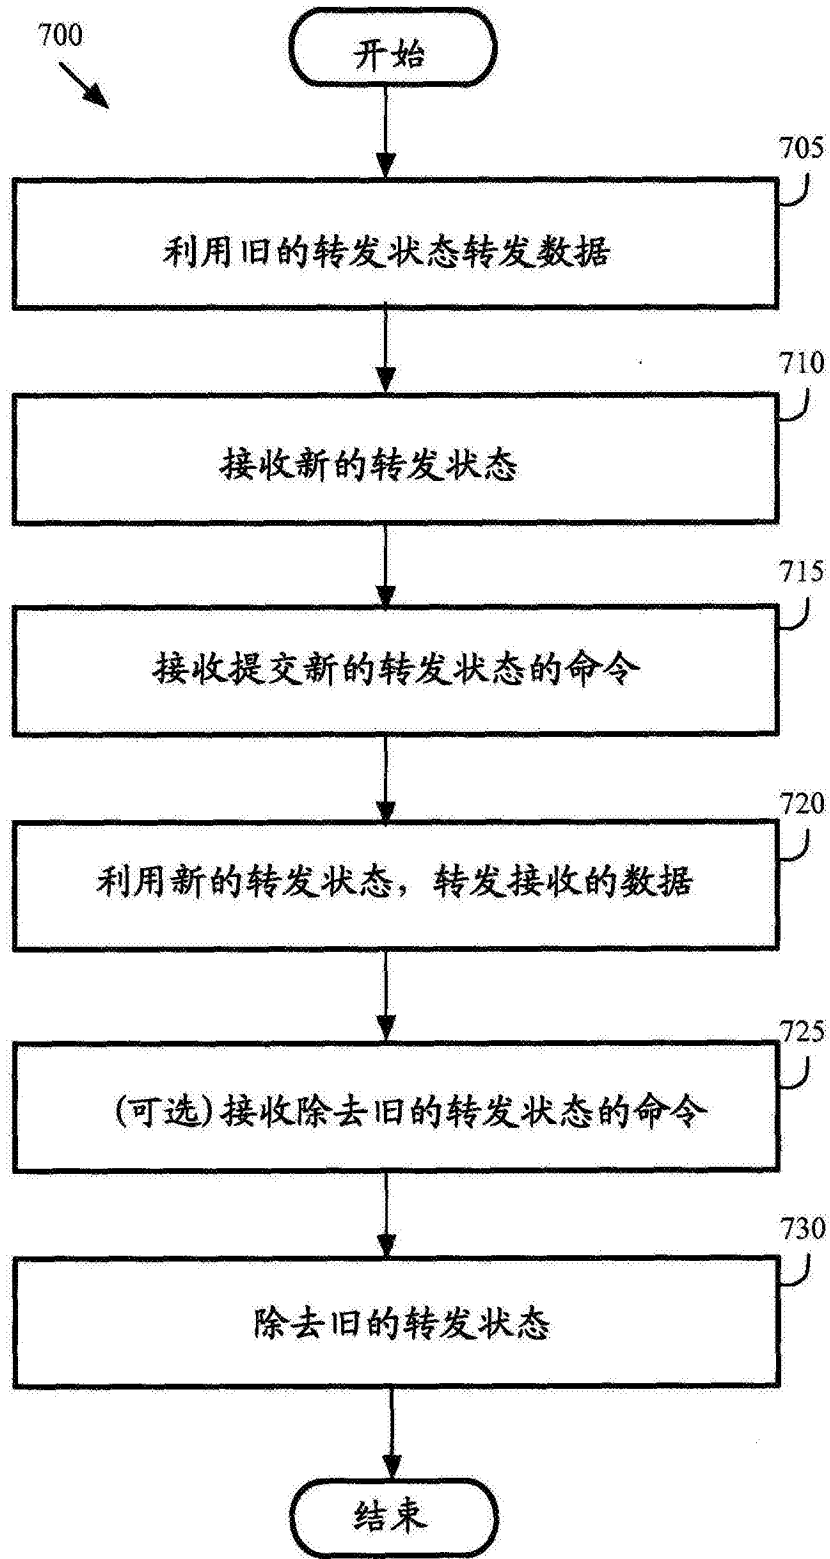 700
开始
705
利用旧的转发状态转发数据
710
接收新的转发状态
715
接收提交新的转发状态的命令
720
利用新的转发状态，转发接收的数据
725
(可选)接收除去旧的转发状态的命令
730
除去旧的转发状态
结束